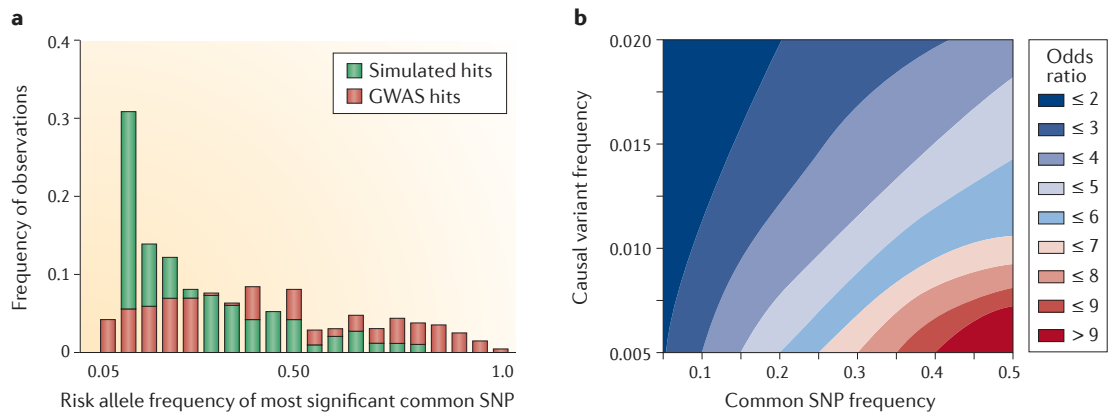 a
0.4
0.3
0.2
0.1
0
Frequency of observations
Simulated hits
GWAS hits
0.05
0.50
1.0
Risk allele frequency of most significant common SNP
b
0.020
0.015
0.010
0.005
Causal variant frequency
0.1
0.2
0.3
0.4
0.5
Common SNP frequency
Odds
ratio
≤ 2
≤ 3
≤ 4
≤ 5
≤ 6
≤ 7
≤ 8
≤ 9
> 9